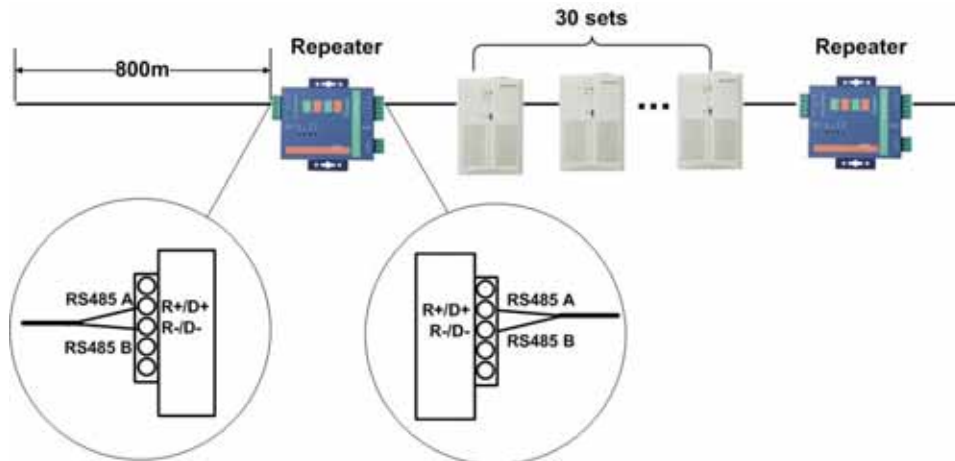 30 sets
Repeater
Repeater
800m
RS485 A
R+/D+
R-/D-
RS485 B
R+/D+
RS485 A
R-/D-
RS485 B